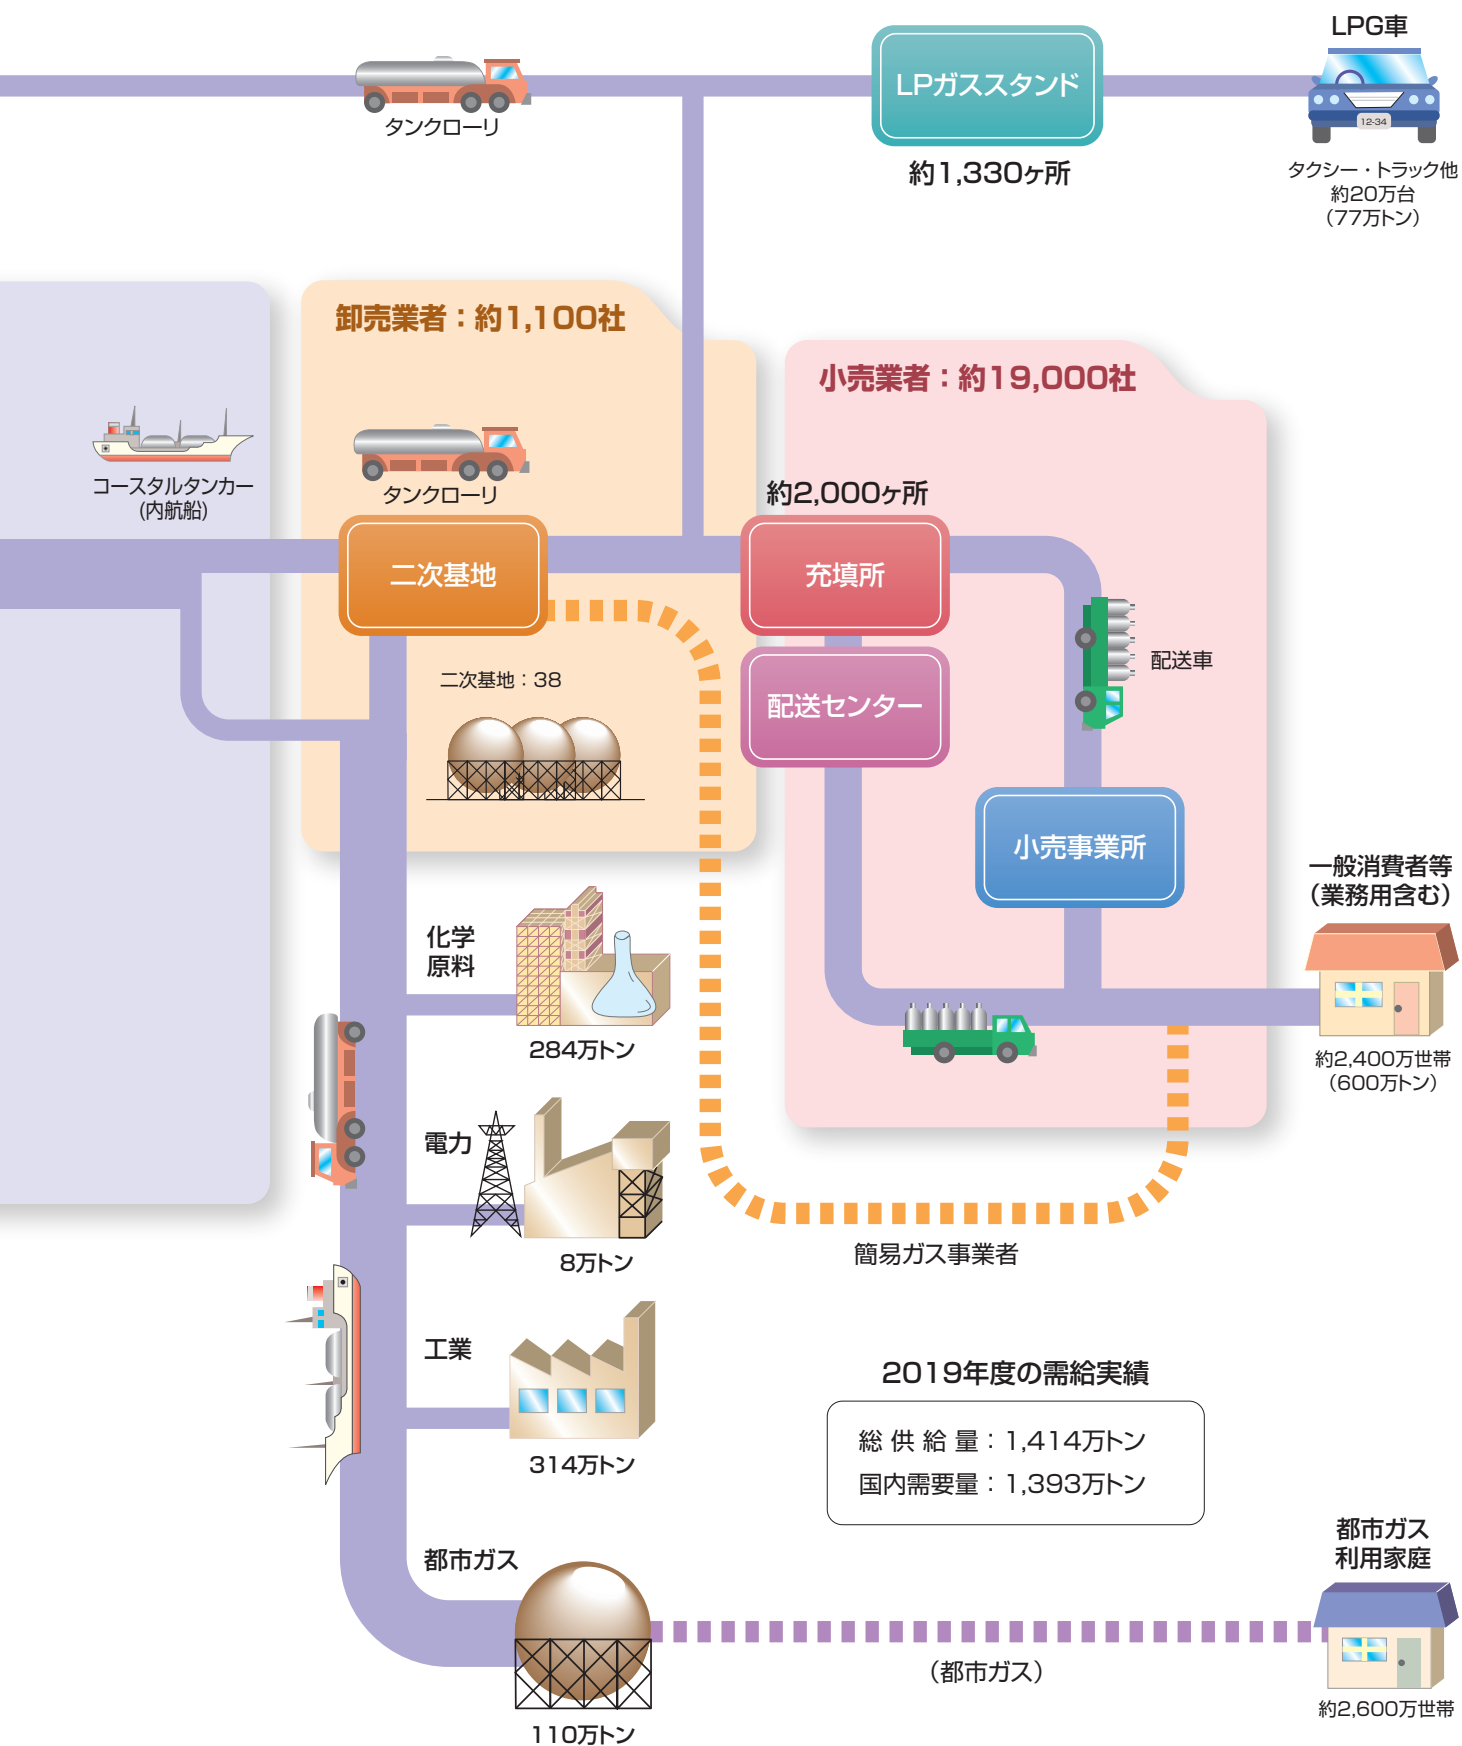 LPG車
LPガススタンド
12-34
タンクローリ
約1,330ヶ所
タクシー・トラック他
約20万台
（77万トン）
卸売業者：約1,100社
小売業者：約19,000社
コースタルタンカー
(内航船)
タンクローリ
約2,000ヶ所
二次基地
充填所
配送車
二次基地：38
配送センター
小売事業所
一般消費者等
（業務用含む）
化学
原料
284万トン
約2,400万世帯
（600万トン）
電力
8万トン
簡易ガス事業者
工業
314万トン
2019年度の需給実績
総供給量：1,414万トン
国内需要量：1,393万トン
都市ガス
利用家庭
都市ガス
（都市ガス）
約2,600万世帯
110万トン